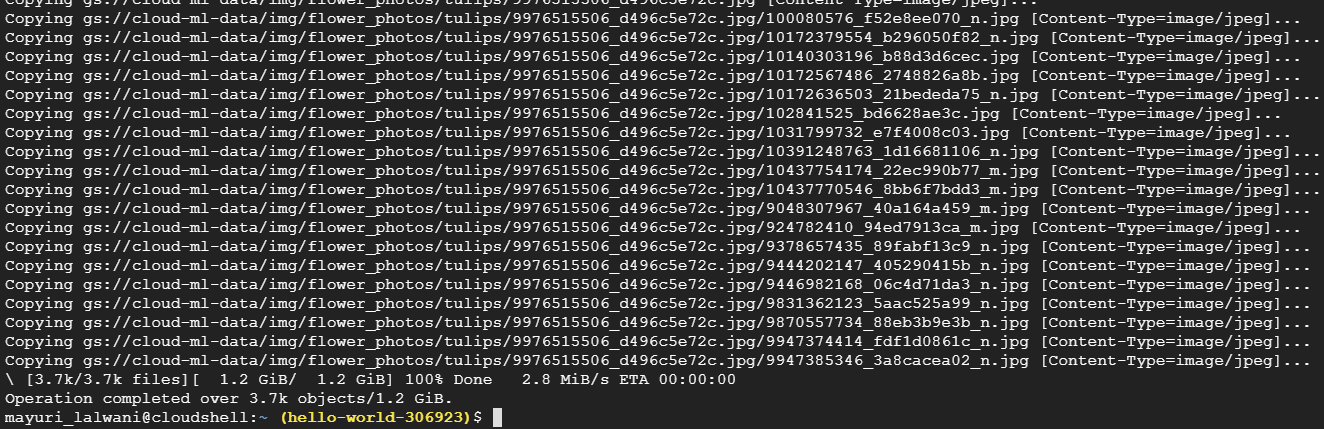 Copying gs://cloud-ml-data/img/flower_photos/tulips/9976515506_d496c5e72c.jpg [Content-Type=image/jpeg]...
Copying gs://cloud-ml-data/img/flower_photos/tulips/9976515506_d496c5e72c.jpg/100080576_f52e8ee070_n.jpg [Content-Type=image/jpeg]...
Copying gs://cloud-ml-data/img/flower_photos/tulips/9976515506_d496c5e72c.jpg/10172379554_b296050f82_n.jpg [Content-Type=image/jpeg]...
Copying gs://cloud-ml-data/img/flower_photos/tulips/9976515506_d496c5e72c.jpg/10140303196_b88d3d6cec.jpg [Content-Type=image/jpeg]...
Copying gs://cloud-ml-data/img/flower_photos/tulips/9976515506_d496c5e72c.jpg/10172567486_2748826a8b.jpg [Content-Type=image/jpeg]...
Copying gs://cloud-ml-data/img/flower_photos/tulips/9976515506_d496c5e72c.jpg/10172636503_21bededa75_n.jpg [Content-Type=image/jpeg]...
Copying gs://cloud-ml-data/img/flower_photos/tulips/9976515506_d496c5e72c.jpg/102841525_bd6628ae3c.jpg [Content-Type=image/jpeg]...
Copying gs://cloud-ml-data/img/flower_photos/tulips/9976515506_d496c5e72c.jpg/1031799732_e7f4008c03.jpg [Content-Type=image/jpeg]...
Copying gs://cloud-ml-data/img/flower_photos/tulips/9976515506_d496c5e72c.jpg/10391248763_1d16681106_n.jpg [Content-Type=image/jpeg]...
Copying gs://cloud-ml-data/img/flower_photos/tulips/9976515506_d496c5e72c.jpg/10437754174_22ec990b77_m.jpg [Content-Type=image/jpeg]...
Copying gs://cloud-ml-data/img/flower_photos/tulips/9976515506_d496c5e72c.jpg/10437770546_8bb6f7bdd3_m.jpg [Content-Type=image/jpeg]...
Copying gs://cloud-ml-data/img/flower_photos/tulips/9976515506_d496c5e72c.jpg/9048307967_40a164a459_m.jpg [Content-Type=image/jpeg]...
Copying gs://cloud-ml-data/img/flower_photos/tulips/9976515506_d496c5e72c.jpg/924782410_94ed7913ca_m.jpg [Content-Type=image/jpeg]...
Copying gs://cloud-ml-data/img/flower_photos/tulips/9976515506_d496c5e72c.jpg/9378657435_89fabf13c9_n.jpg [Content-Type=image/jpeg]...
Copying gs://cloud-ml-data/img/flower_photos/tulips/9976515506_d496c5e72c.jpg/9444202147_405290415b_n.jpg [Content-Type=image/jpeg]...
Copying gs://cloud-ml-data/img/flower_photos/tulips/9976515506_d496c5e72c.jpg/9446982168_06c4d71da3_n.jpg [Content-Type=image/jpeg]...
Copying gs://cloud-ml-data/img/flower_photos/tulips/9976515506_d496c5e72c.jpg/9831362123_5aac525a99_n.jpg [Content-Type=image/jpeg]...
Copying gs://cloud-ml-data/img/flower_photos/tulips/9976515506_d496c5e72c.jpg/9870557734_88eb3b9e3b_n.jpg [Content-Type=image/jpeg]...
Copying gs://cloud-ml-data/img/flower_photos/tulips/9976515506_d496c5e72c.jpg/9947374414_fdf1d0861c_n.jpg [Content-Type=image/jpeg]...
Copying gs://cloud-ml-data/img/flower_photos/tulips/9976515506_d496c5e72c.jpg/9947385346_3a8cacea02_n.jpg [Content-Type=image/jpeg]...
\ [3.7k/3.7k files][  1.2 GiB/  1.2 GiB] 100% Done   2.8 MiB/s ETA 00:00:00
Operation completed over 3.7k objects/1.2 GiB.
mayuri_lalwani@cloudshell:~ (hello-world-306923)$